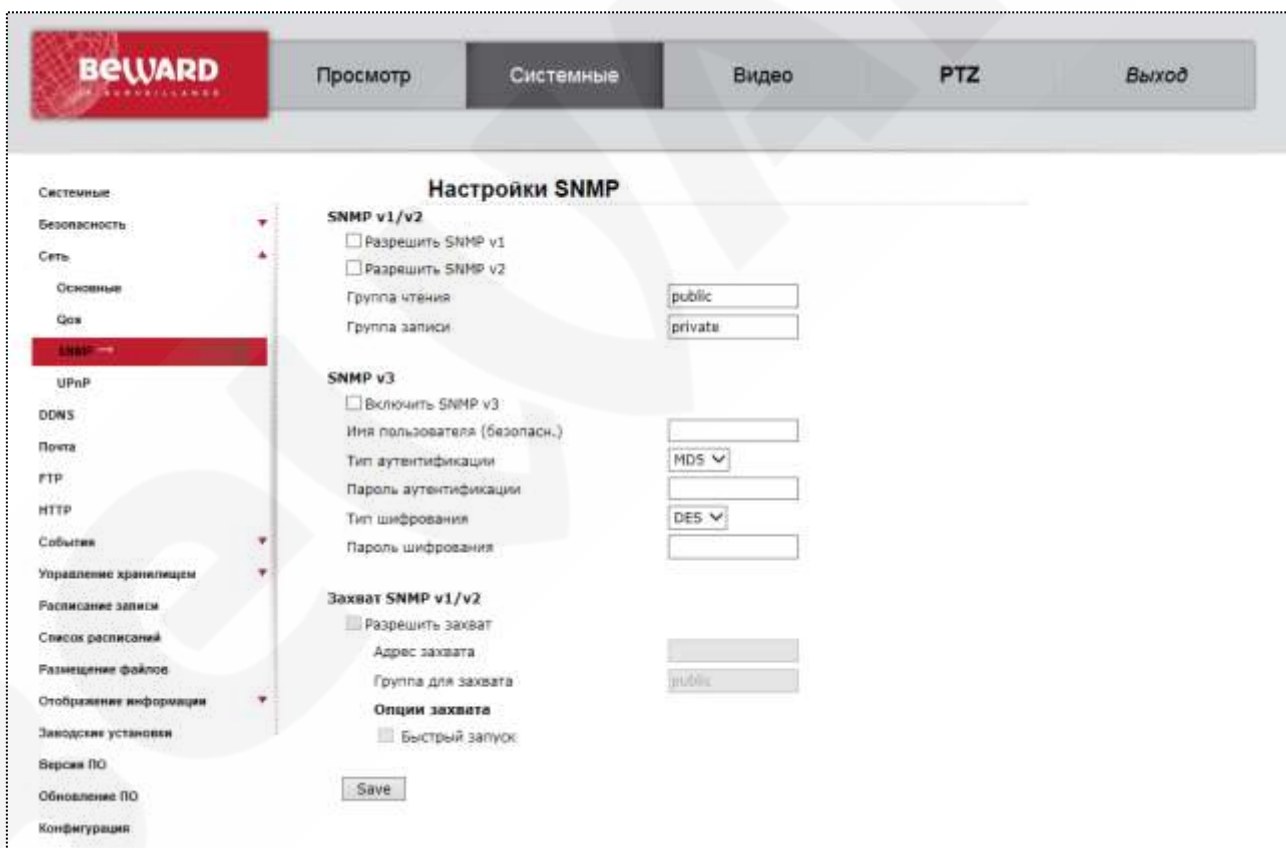 BEWARD
Просмотр
Системные
Видео
PTZ
Выход
Системные
Безопасность
Сеть
Основные
Qos
SNMP →
UPnP
DDNS
Почта
FTP
HTTP
События
Управление хранилищем
Расписание записи
Список расписаний
Размещение файлов
Отображение информации
Заводские установки
Версия ПО
Обновление ПО
Конфигурация
Настройки SNMP
SNMP v1/v2
Разрешить SNMP v1
Разрешить SNMP v2
Группа чтения public
Группа записи private
SNMP v3
Включить SNMP v3
Имя пользователя (безопасн.)
Тип аутентификации MD5
Пароль аутентификации
Тип шифрования DES
Пароль шифрования
Захват SNMP v1/v2
Разрешить захват
Адрес захвата
Группа для захвата public
Опции захвата
Быстрый запуск
Save